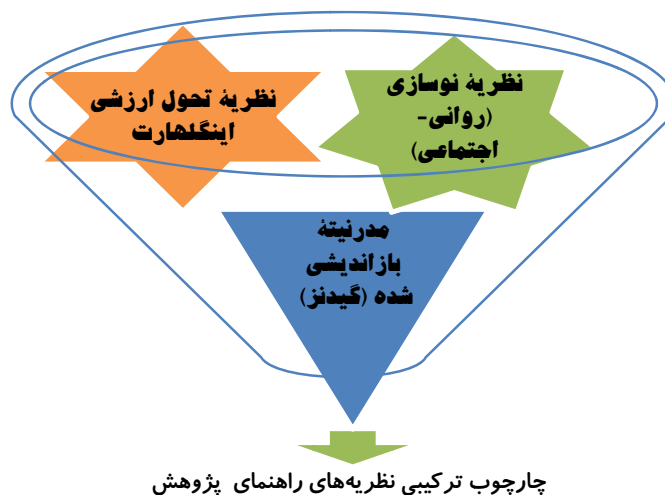 نظریهٔ نوسازی
(روانی-
اجتماعی)
نظریهٔ تحول ارزشی
اینگلهارت
مدرنیتهٔ
بازاندیشی
شده (گیدنز)
چارچوب ترکیبی نظریه‌های راهنمای پژوهش